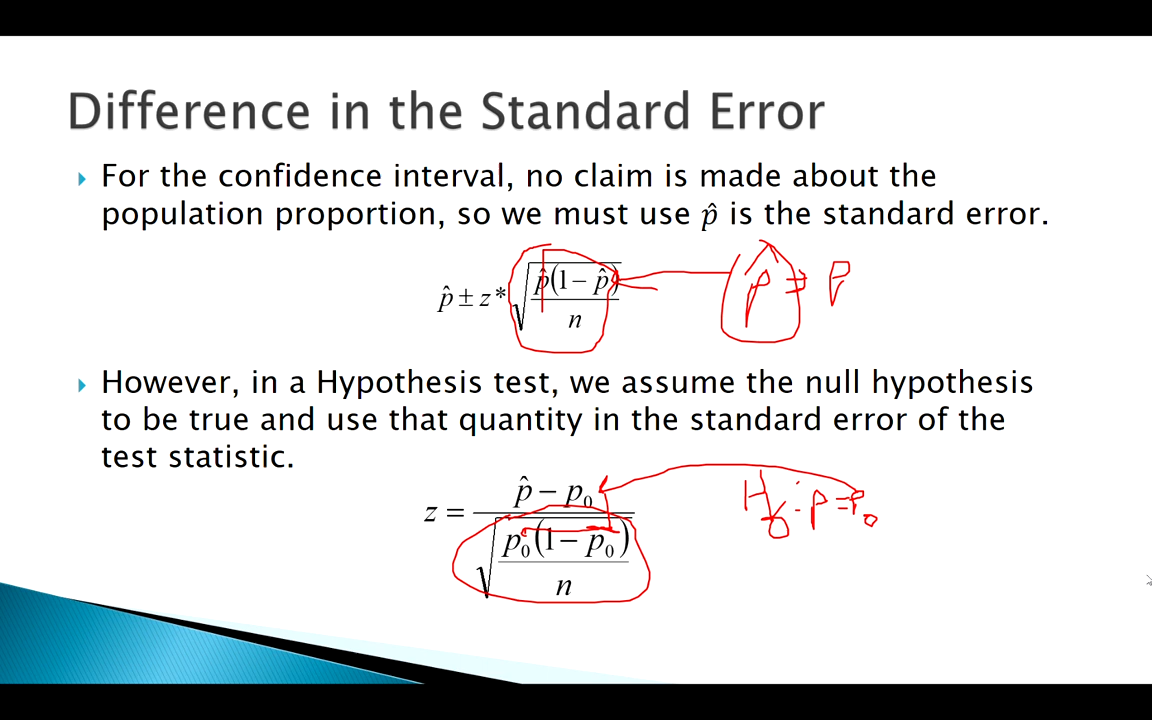 Difference in the Standard Error
For the confidence interval, no claim is made about the
population proportion, so we must use p̂ is the standard error.
p̂ ± z* √(p̂(1 − p̂) / n)
p̂ ⇒ p
However, in a Hypothesis test, we assume the null hypothesis
to be true and use that quantity in the standard error of the
test statistic.
z = (p̂ − p₀) / √(p₀(1 − p₀) / n)
H₀: p = p₀